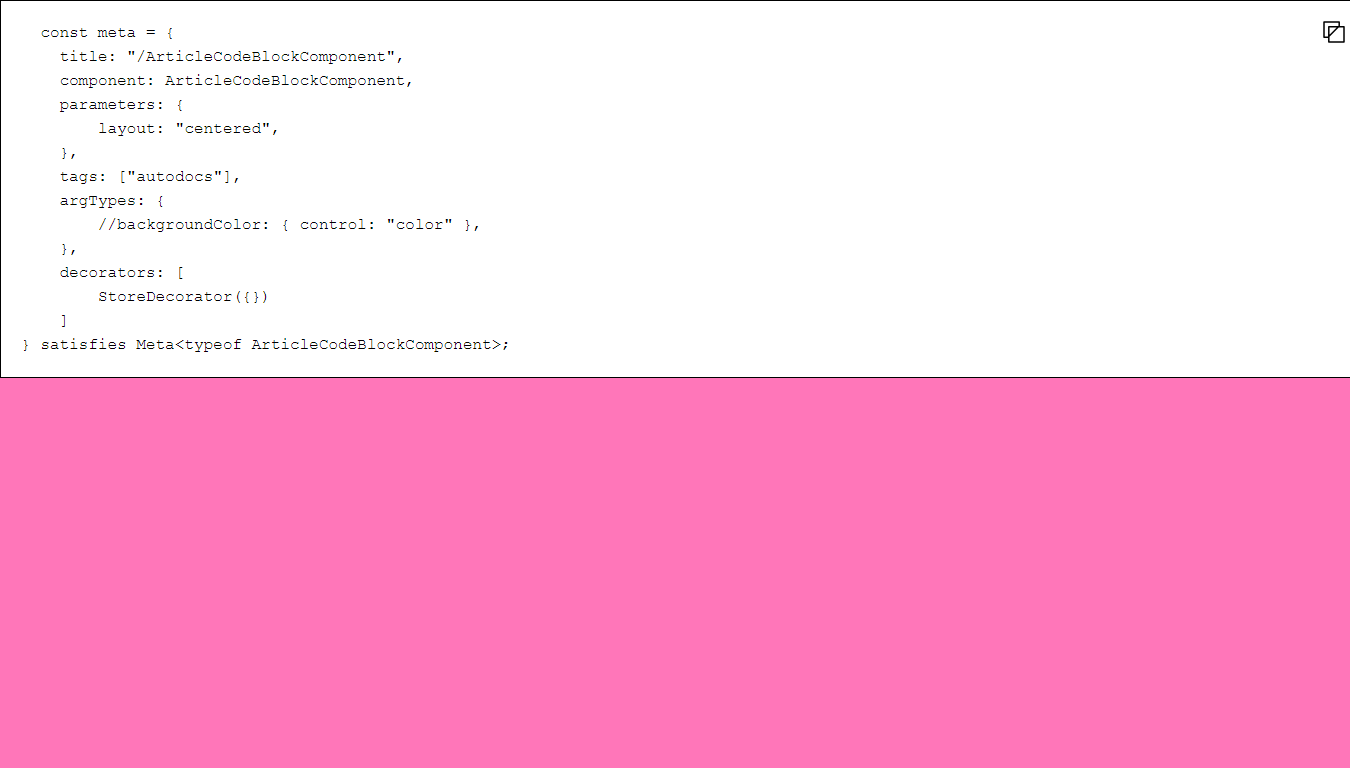 const meta = {
title: "/ArticleCodeBlockComponent",
component: ArticleCodeBlockComponent,
parameters: {
layout: "centered",
},
tags: ["autodocs"],
argTypes: {
//backgroundColor: { control: "color" },
},
decorators: [
StoreDecorator({})
]
} satisfies Meta<typeof ArticleCodeBlockComponent>;